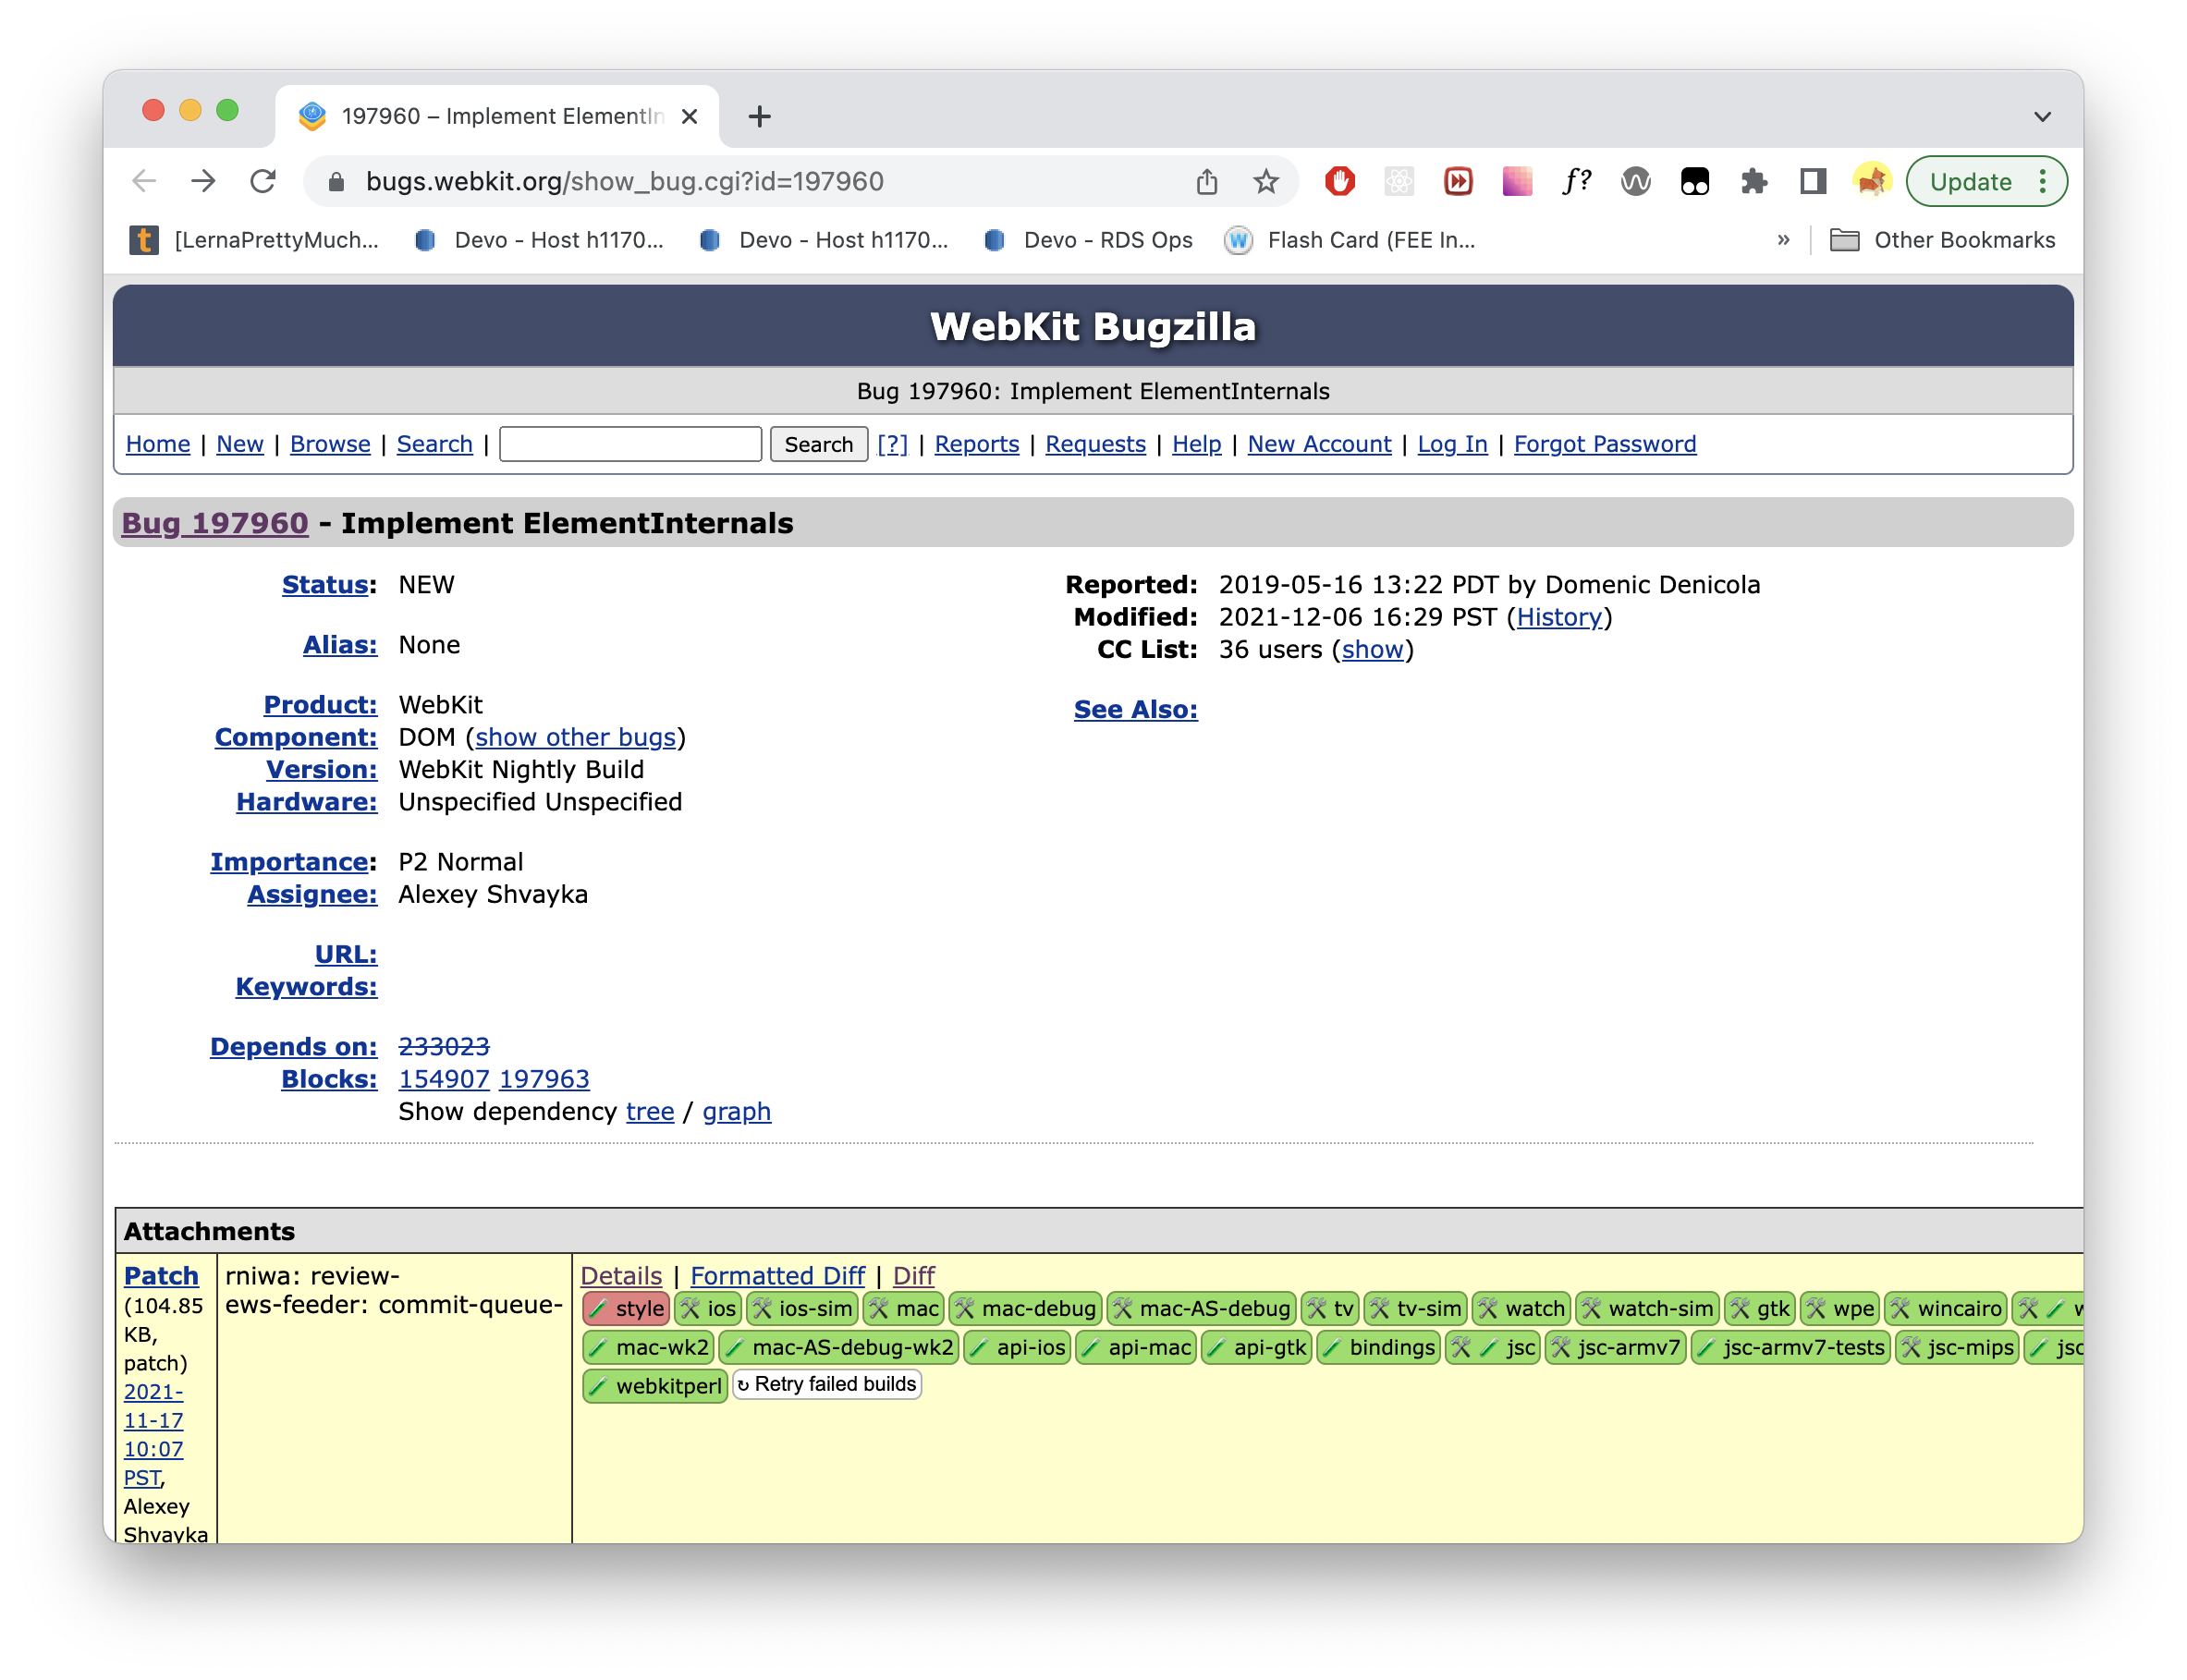 197960 – Implement ElementIn
bugs.webkit.org/show_bug.cgi?id=197960
f?
Update
t [LernaPrettyMuch...
Devo - Host h1170...
Devo - Host h1170...
Devo - RDS Ops
W Flash Card (FEE In...
» Other Bookmarks
WebKit Bugzilla
Bug 197960: Implement ElementInternals
Home | New | Browse | Search | Search [?] | Reports | Requests | Help | New Account | Log In | Forgot Password
Bug 197960 - Implement ElementInternals
Status: NEW
Alias: None
Product: WebKit
Component: DOM (show other bugs)
Version: WebKit Nightly Build
Hardware: Unspecified Unspecified
Importance: P2 Normal
Assignee: Alexey Shvayka
URL:
Keywords:
Depends on: 233023
Blocks: 154907 197963
Show dependency tree / graph
Reported: 2019-05-16 13:22 PDT by Domenic Denicola
Modified: 2021-12-06 16:29 PST (History)
CC List: 36 users (show)
See Also:
Attachments
Patch
(104.85
KB,
patch)
2021-
11-17
10:07
PST,
Alexey
Shvayka
rniwa: review-
ews-feeder: commit-queue-
Details | Formatted Diff | Diff
style ios ios-sim mac mac-debug mac-AS-debug tv tv-sim watch watch-sim gtk wpe wincairo
mac-wk2 mac-AS-debug-wk2 api-ios api-mac api-gtk bindings jsc jsc-armv7 jsc-armv7-tests jsc-mips jsc
webkitperl Retry failed builds